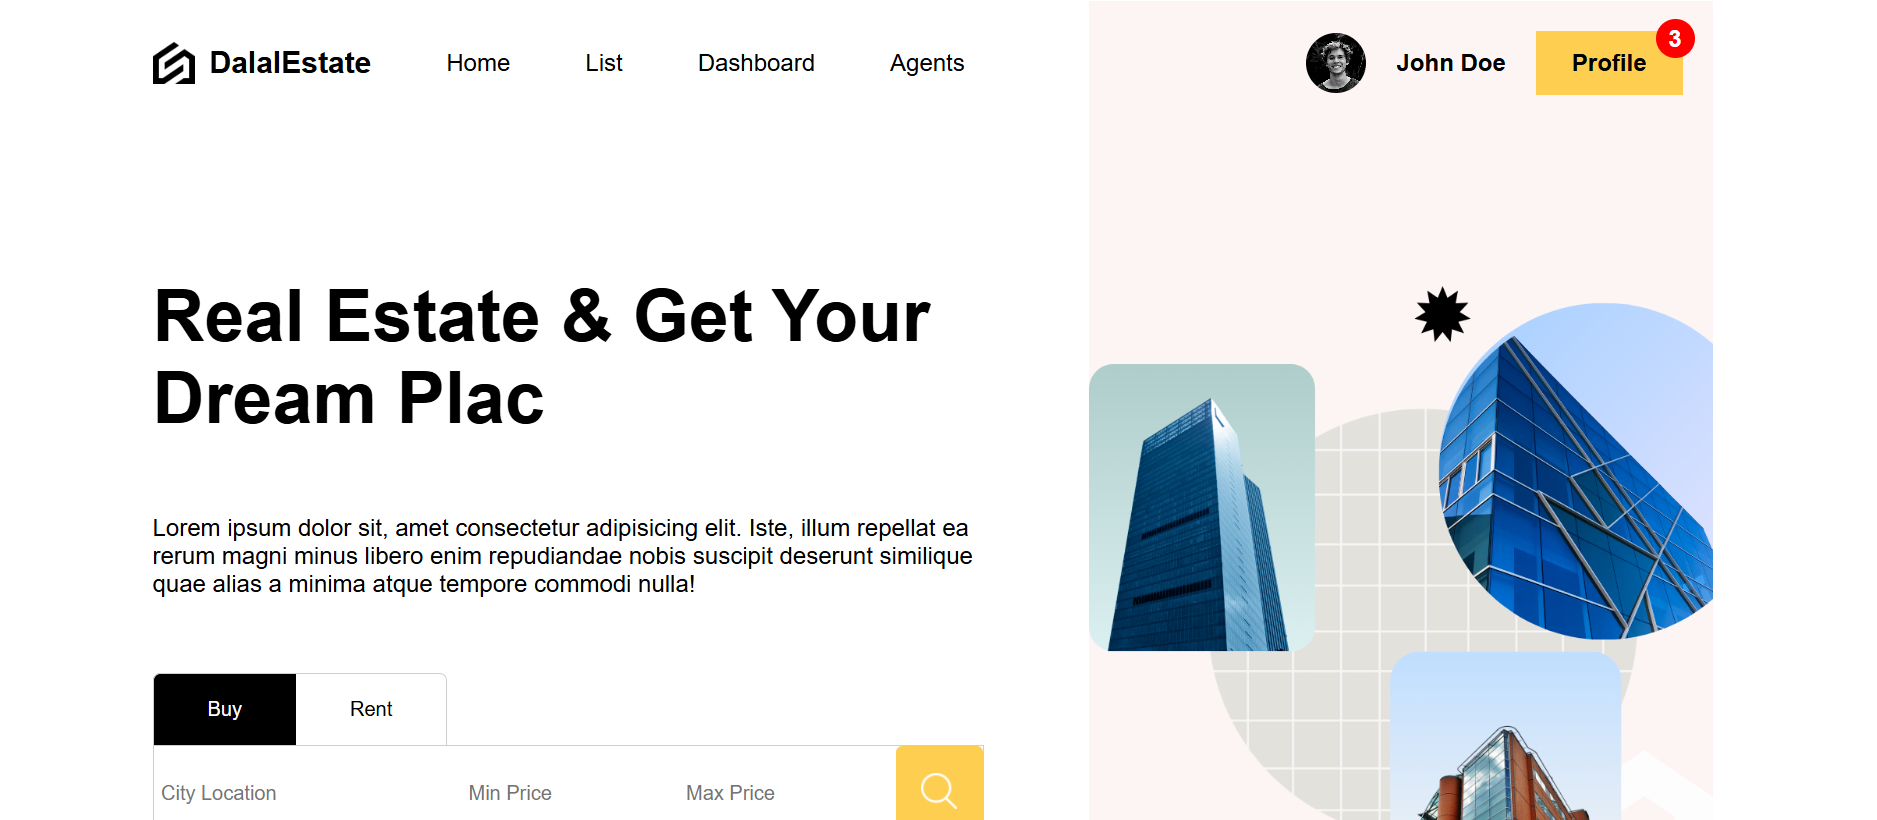 DalalEstate
Home
List
Dashboard
Agents
John Doe
Profile
3
Real Estate & Get Your
Dream Plac
Lorem ipsum dolor sit, amet consectetur adipisicing elit. Iste, illum repellat ea
rerum magni minus libero enim repudiandae nobis suscipit deserunt similique
quae alias a minima atque tempore commodi nulla!
Buy
Rent
City Location
Min Price
Max Price